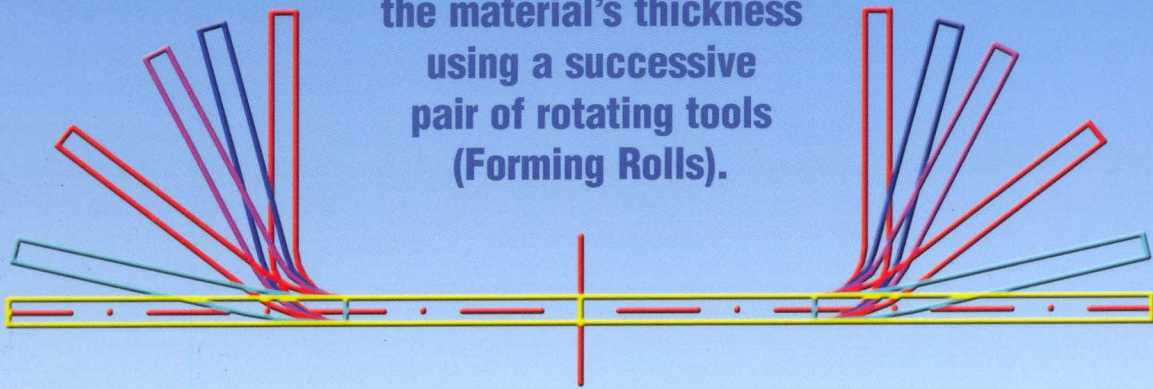 the material's thickness
using a successive
pair of rotating tools
(Forming Rolls).